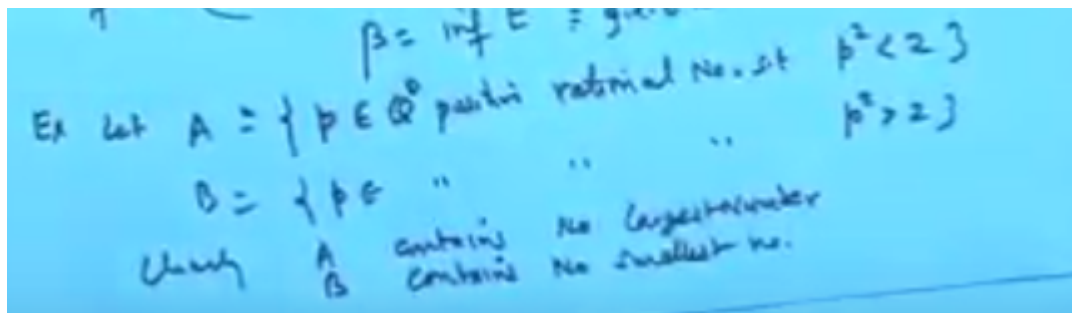 β = inf E =
Ex Let A = { p ∈ Q positive rational No. st p² < 2 }
B = { p ∈ " " " p² > 2 }
Clearly A contains No largest number
B contains No smallest no.